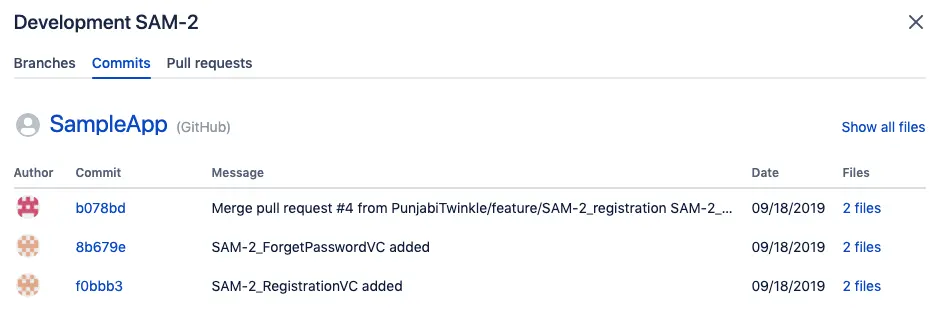 Development SAM-2
Branches Commits Pull requests
SampleApp (GitHub)
Show all files
Author Commit Message Date Files
b078bd Merge pull request #4 from PunjabiTwinkle/feature/SAM-2_registration SAM-2_... 09/18/2019 2 files
8b679e SAM-2_ForgetPasswordVC added 09/18/2019 2 files
f0bbb3 SAM-2_RegistrationVC added 09/18/2019 2 files